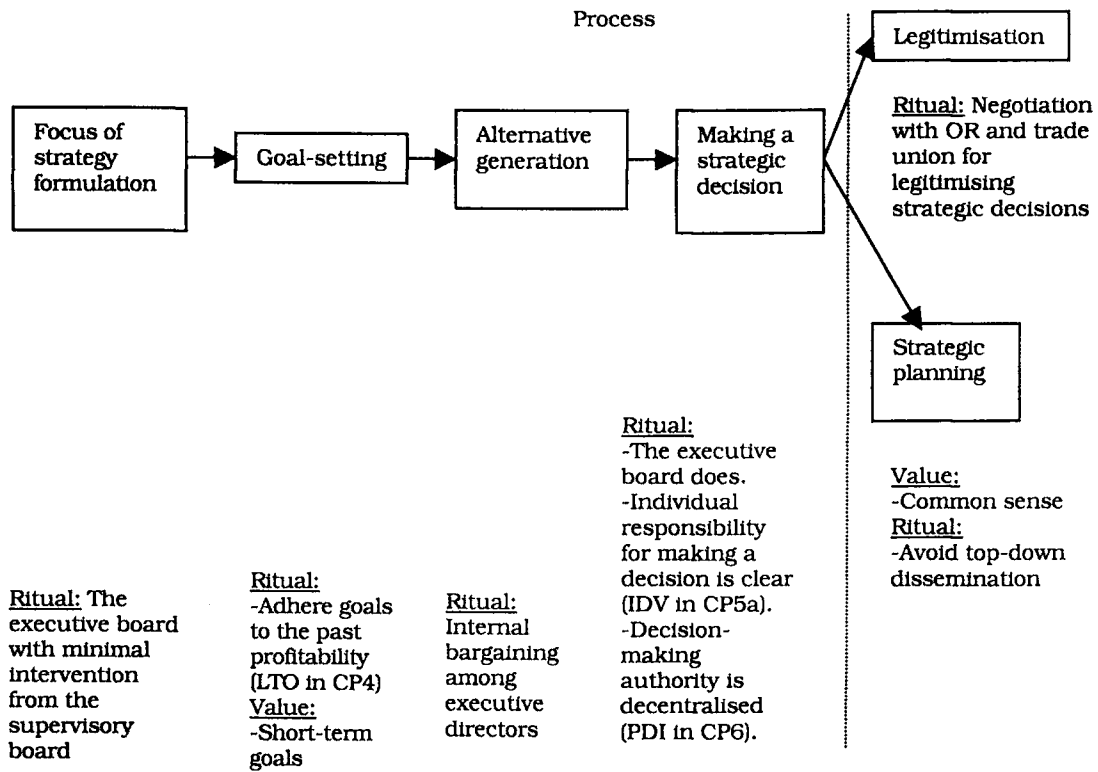 Process
Focus of
strategy
formulation
Goal-setting
Alternative
generation
Making a
strategic
decision
Legitimisation
Ritual: Negotiation
with OR and trade
union for
legitimising
strategic decisions
Strategic
planning
Ritual: The
executive board
with minimal
intervention
from the
supervisory
board
Ritual:
-Adhere goals
to the past
profitability
(LTO in CP4)
Value:
-Short-term
goals
Ritual:
Internal
bargaining
among
executive
directors
Ritual:
-The executive
board does.
-Individual
responsibility
for making a
decision is clear
(IDV in CP5a).
-Decision-
making
authority is
decentralised
(PDI in CP6).
Value:
-Common sense
Ritual:
-Avoid top-down
dissemination